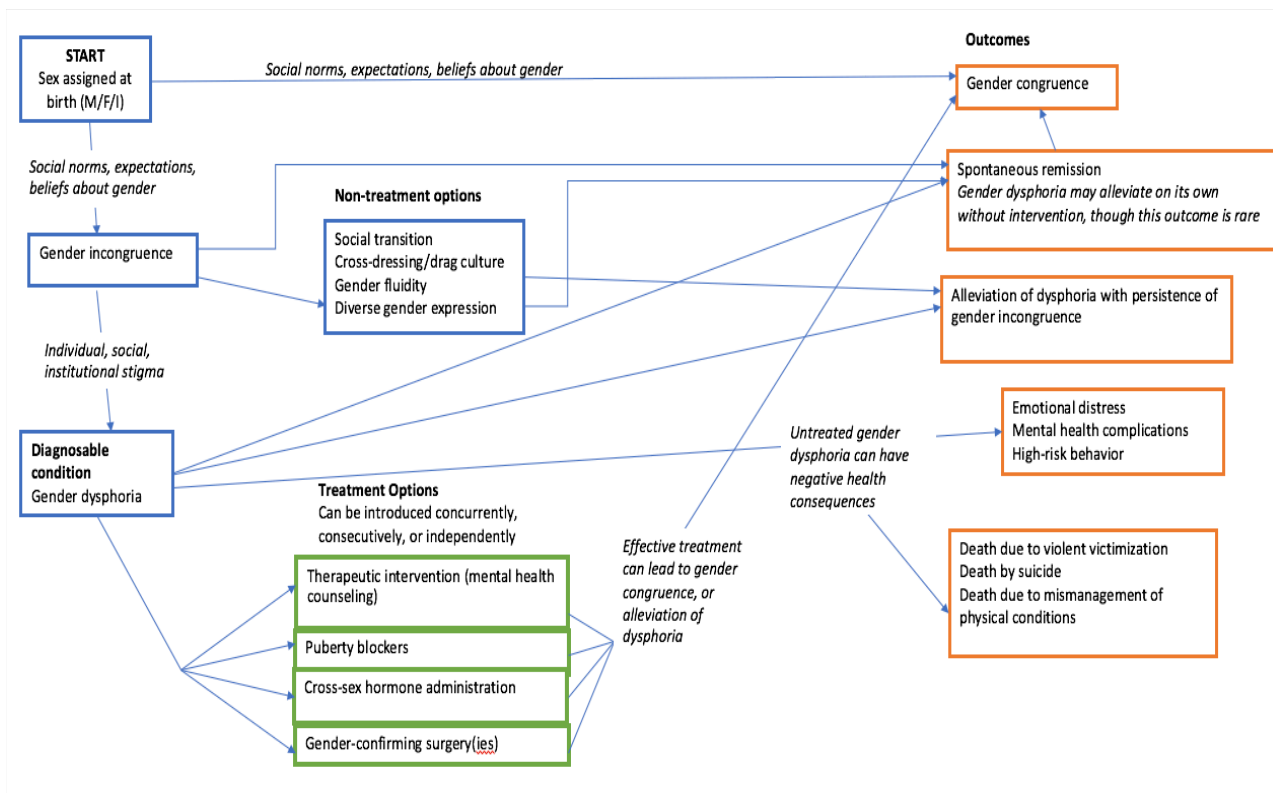 START
Sex assigned at
birth (M/F/I)
Social norms, expectations, beliefs about gender
Outcomes
Gender congruence
Social norms, expectations,
beliefs about gender
Gender incongruence
Non-treatment options
Social transition
Cross-dressing/drag culture
Gender fluidity
Diverse gender expression
Spontaneous remission
Gender dysphoria may alleviate on its own
without intervention, though this outcome is rare
Alleviation of dysphoria with persistence of
gender incongruence
Individual, social,
institutional stigma
Diagnosable
condition
Gender dysphoria
Untreated gender
dysphoria can have
negative health
consequences
Emotional distress
Mental health complications
High-risk behavior
Death due to violent victimization
Death by suicide
Death due to mismanagement of
physical conditions
Treatment Options
Can be introduced concurrently,
consecutively, or independently
Therapeutic intervention (mental health
counseling)
Puberty blockers
Cross-sex hormone administration
Gender-confirming surgery(ies)
Effective treatment
can lead to gender
congruence, or
alleviation of
dysphoria